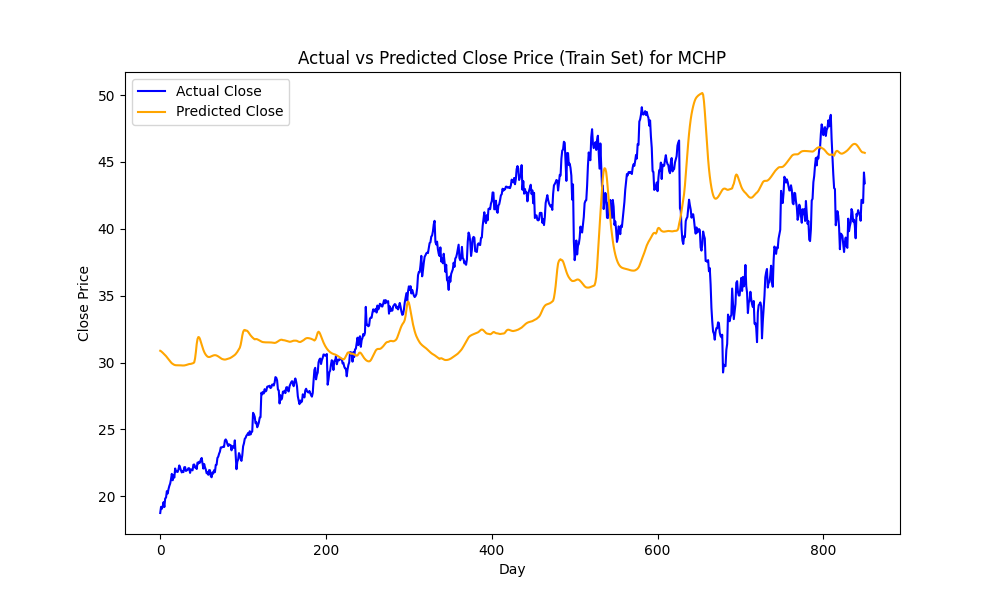 Actual vs Predicted Close Price (Train Set) for MCHP
Actual Close
Predicted Close
Close Price
50
45
40
35
30
25
20
0 200 400 600 800
Day